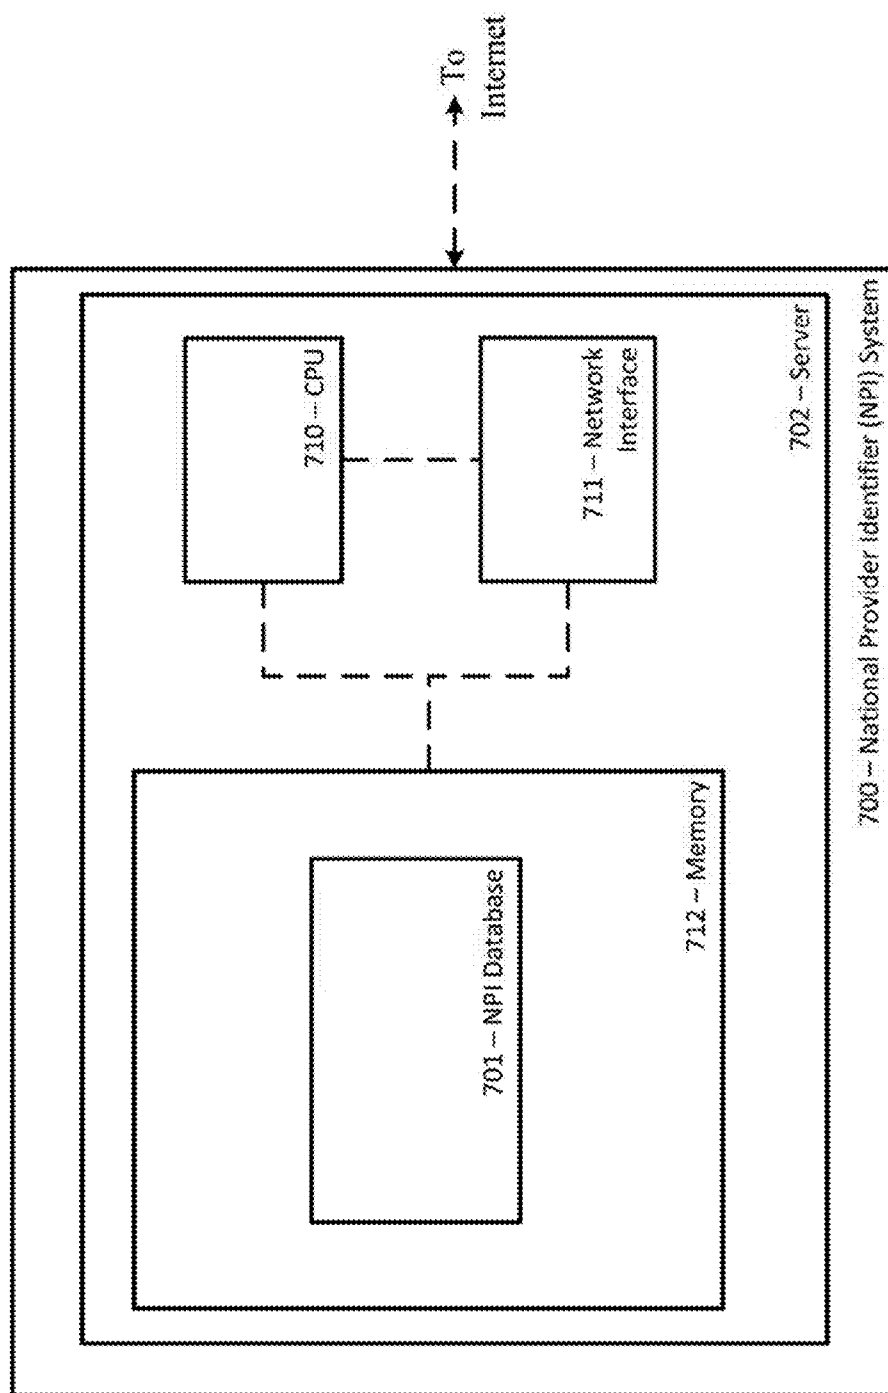 To
Internet
710 – CPU
711 – Network
Interface
701 – NPI Database
712 – Memory
702 – Server
700 – National Provider Identifier (NPI) System